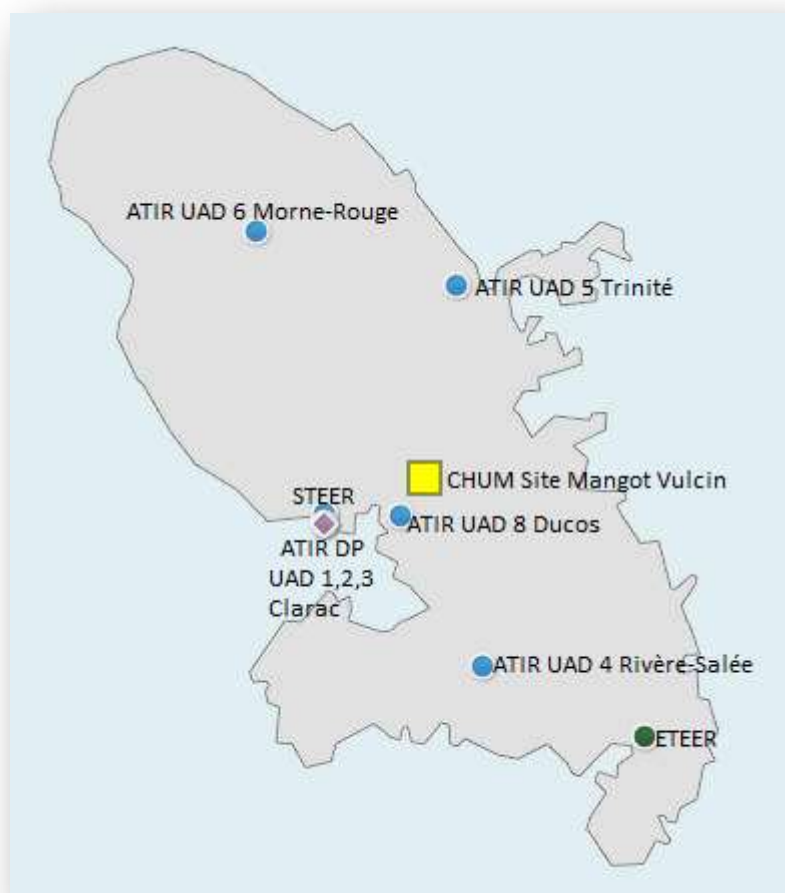 ATIR UAD 6 Morne-Rouge
ATIR UAD 5 Trinité
CHUM Site Mangot Vulcin
STEER
ATIR UAD 8 Ducos
ATIR DP
UAD 1,2,3
Clarac
ATIR UAD 4 Rivère-Salée
ETEER